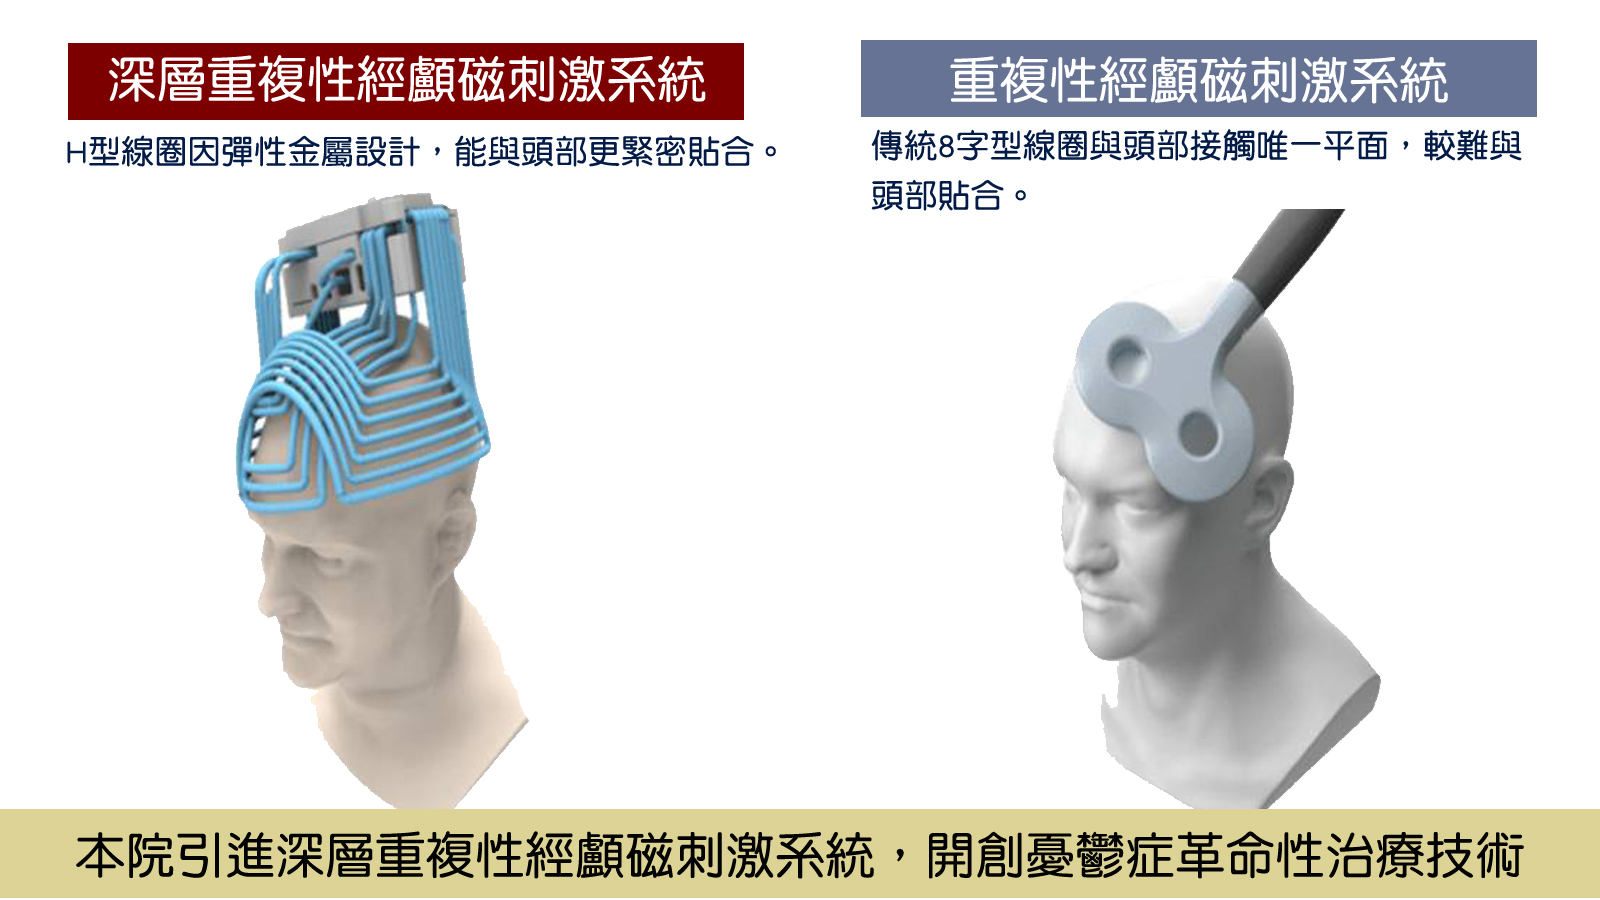 深層重複性經顱磁刺激系統
H型線圈因彈性金屬設計，能與頭部更緊密貼合。
重複性經顱磁刺激系統
傳統8字型線圈與頭部接觸唯一平面，較難與
頭部貼合。
本院引進深層重複性經顱磁刺激系統，開創憂鬱症革命性治療技術